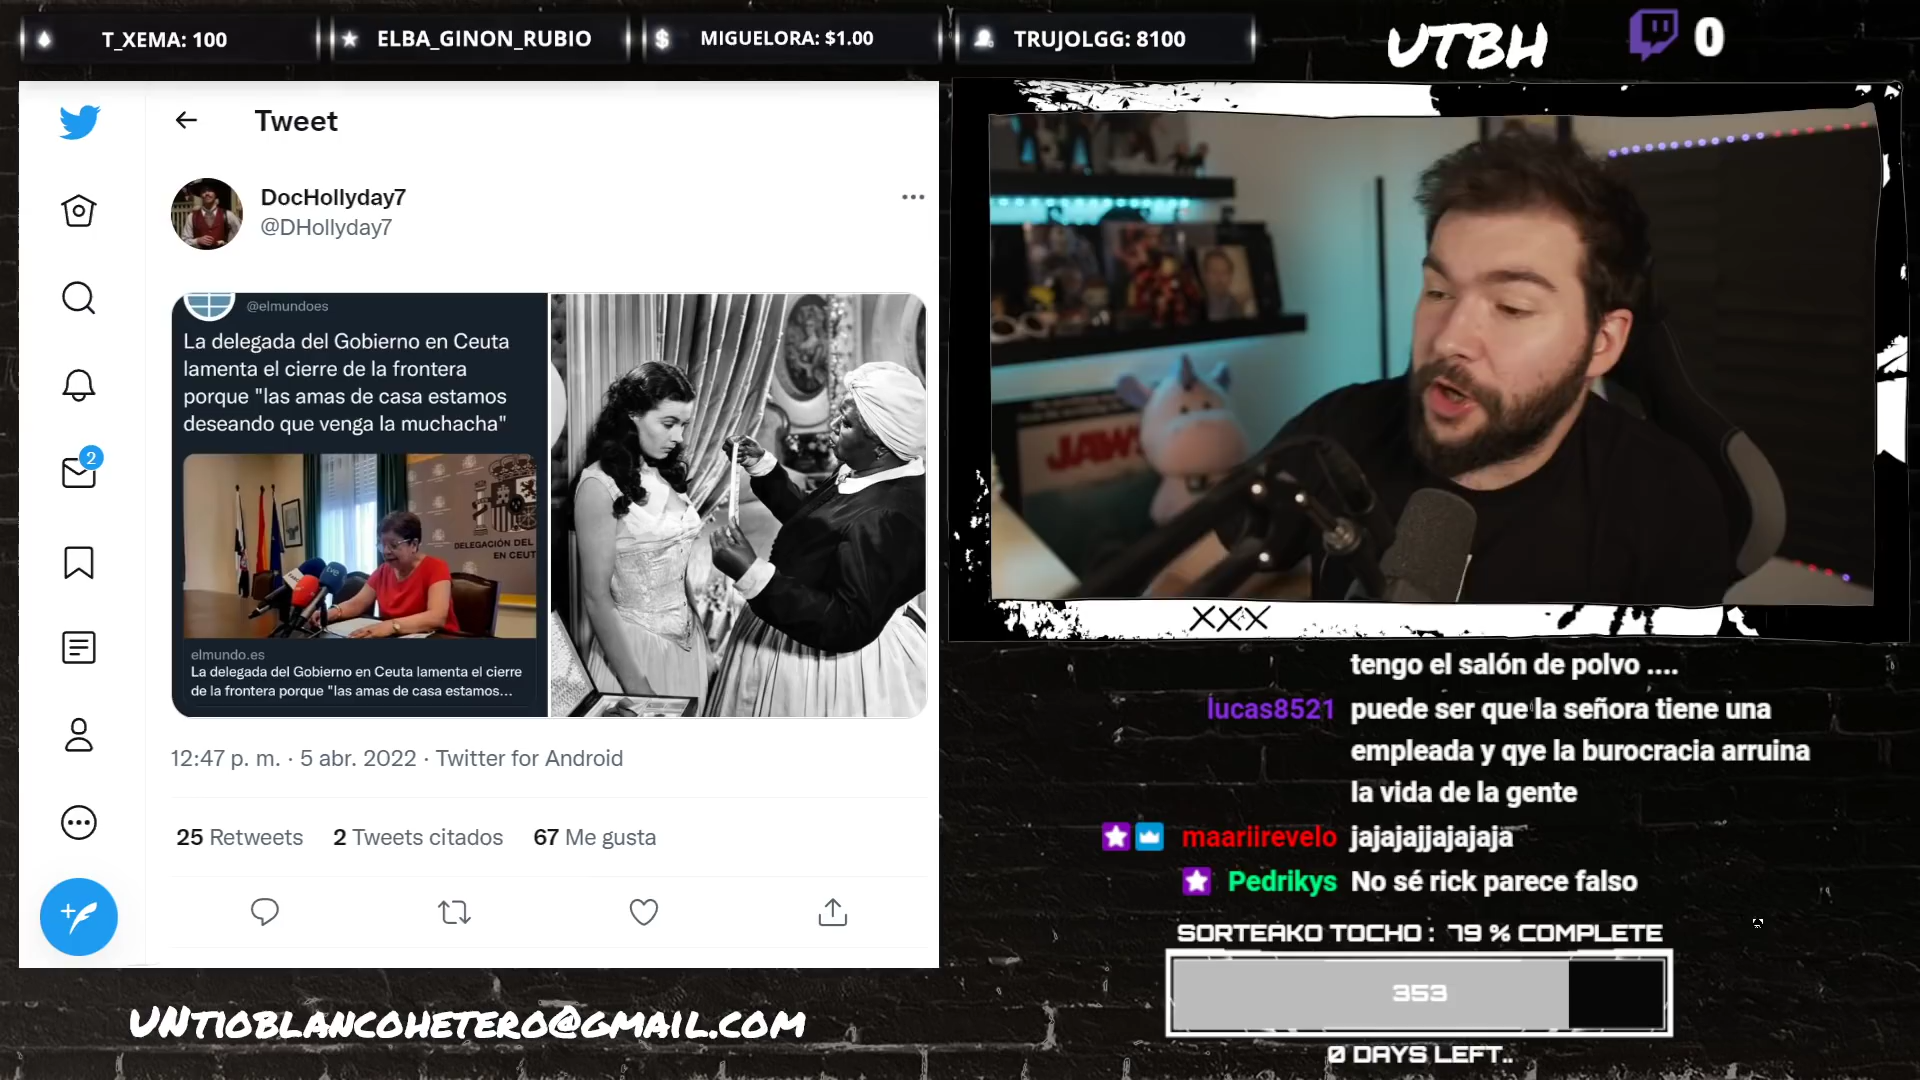 T_XEMA: 100
ELBA_GINON_RUBIO
MIGUELORA: $1.00
TRUJOLGG: 8100
UTBH
0
Tweet
DocHollyday7
@DHollyday7
@elmundoes
La delegada del Gobierno en Ceuta
lamenta el cierre de la frontera
porque "las amas de casa estamos
deseando que venga la muchacha"
DELEGACIÓN DEL
EN CEUT
elmundo.es
La delegada del Gobierno en Ceuta lamenta el cierre
de la frontera porque "las amas de casa estamos...
12:47 p. m. · 5 abr. 2022 · Twitter for Android
25 Retweets 2 Tweets citados 67 Me gusta
2
JAWS
XXX
tengo el salón de polvo ....
lucas8521 puede ser que la señora tiene una
empleada y qye la burocracia arruina
la vida de la gente
maariirevelo jajajajjajajaja
Pedrikys No sé rick parece falso
SORTEAKO TOCHO : 79 % COMPLETE
353
0 DAYS LEFT..
UNtioblancohetero@gmail.com